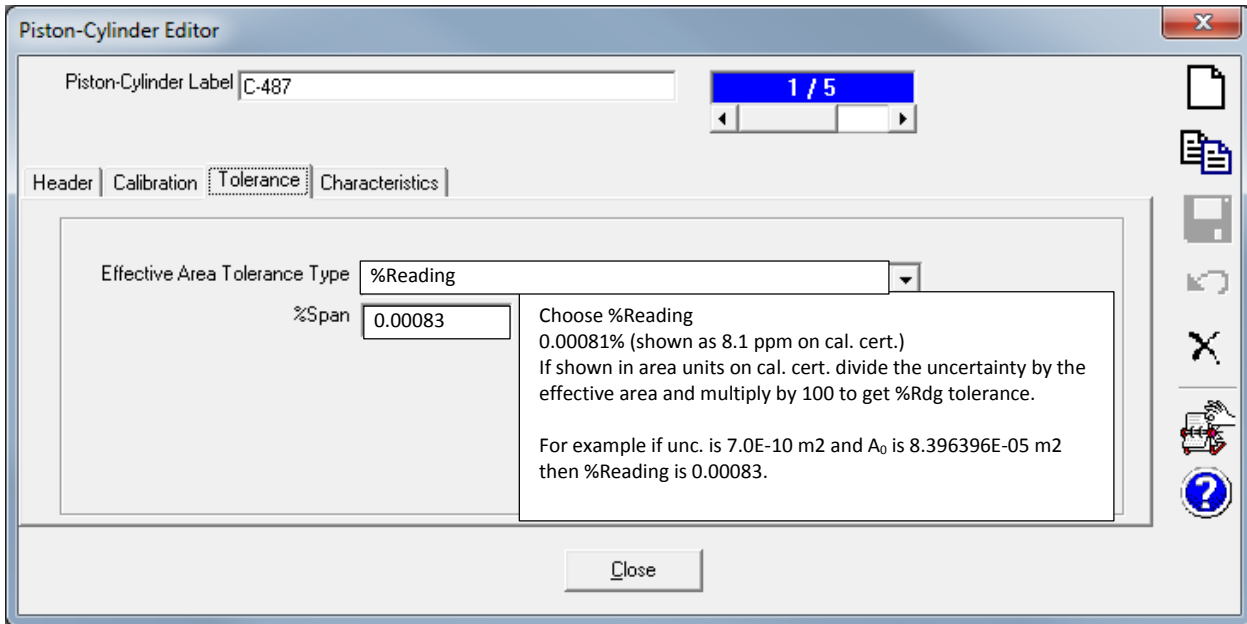 Piston-Cylinder Editor
x
Piston-Cylinder Label C-487
1 / 5
Header Calibration Tolerance Characteristics
Effective Area Tolerance Type %Reading
%Span 0.00083
Choose %Reading
0.00081% (shown as 8.1 ppm on cal. cert.)
If shown in area units on cal. cert. divide the uncertainty by the
effective area and multiply by 100 to get %Rdg tolerance.
For example if unc. is 7.0E-10 m2 and A₀ is 8.396396E-05 m2
then %Reading is 0.00083.
?
Close